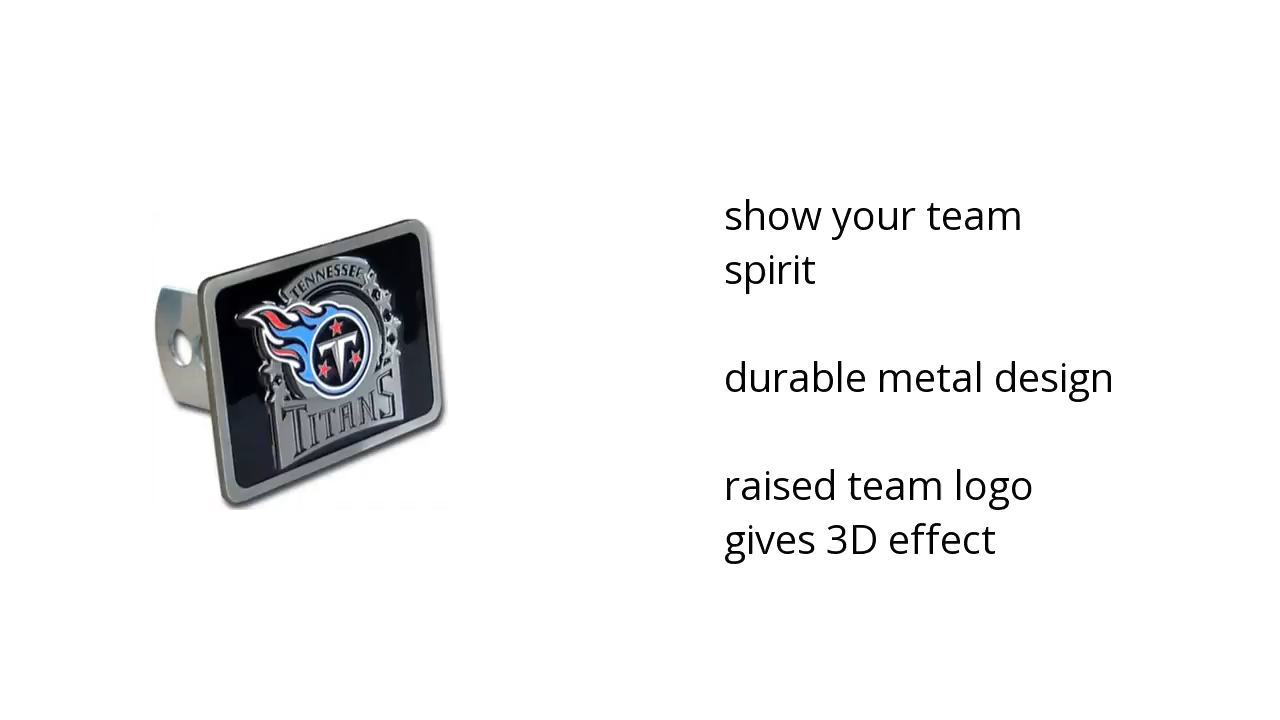 TENNESSEE
T
TITANS
show your team
spirit
durable metal design
raised team logo
gives 3D effect